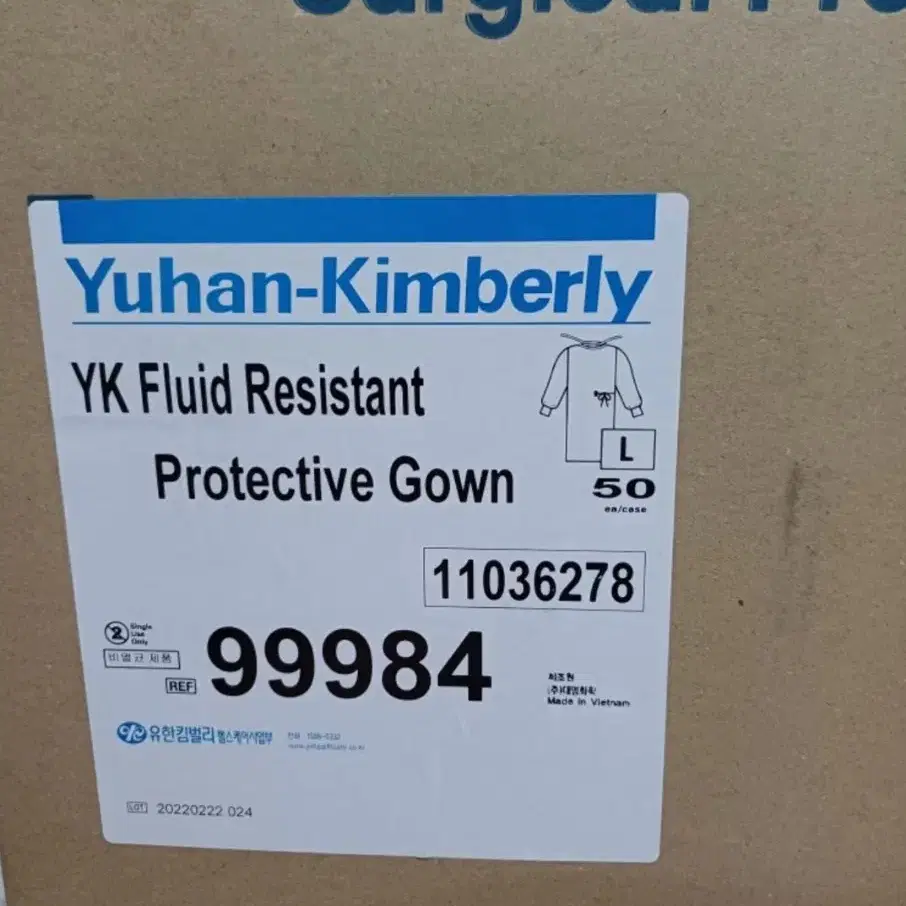 Yuhan-Kimberly
YK Fluid Resistant
Protective Gown
L
50
ea/case
11036278
2
Single
Use
Only
비멸균 제품
REF 99984
제조원
(주)대명화학
Made in Vietnam
유한킴벌리 헬스케어사업부
LOT 20220222 024